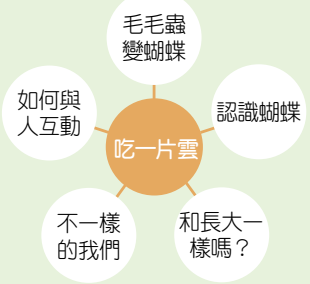 毛毛蟲
變蝴蝶
如何與
人互動
認識蝴蝶
吃一片雲
不一樣
的我們
和長大一
樣嗎？